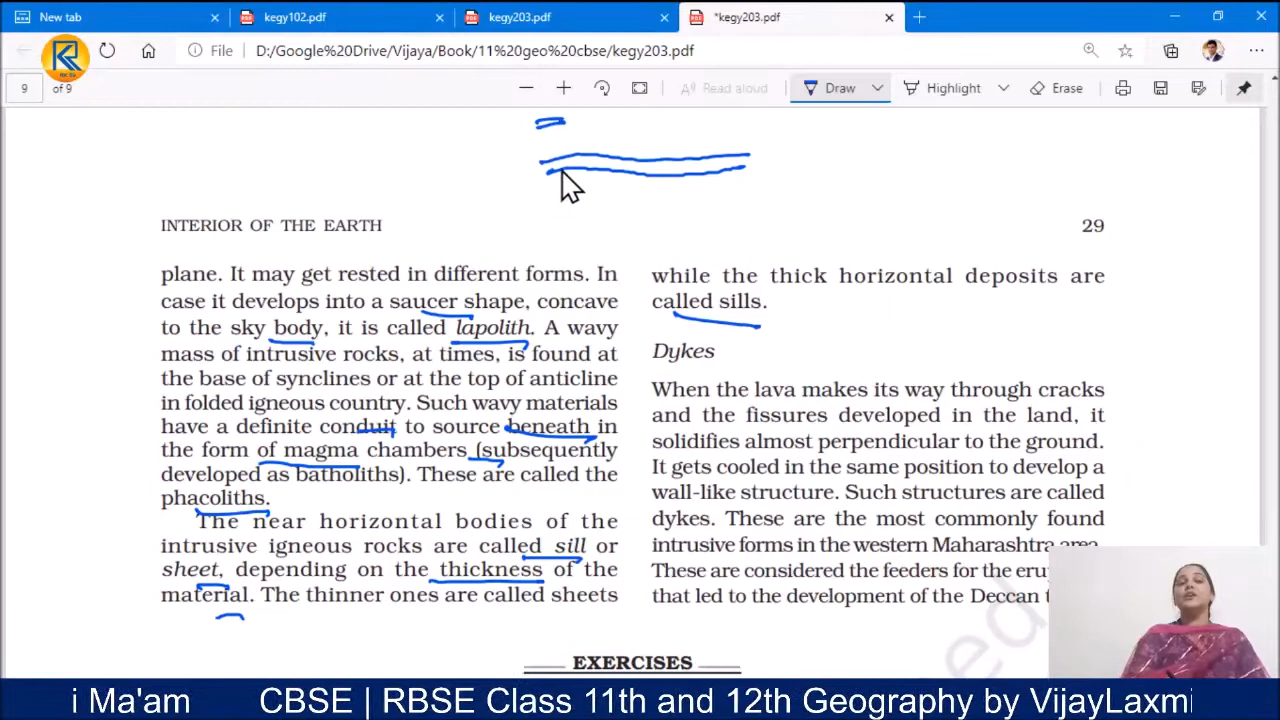 New tab
kegy102.pdf
kegy203.pdf
*kegy203.pdf
File
D:/Google%20Drive/Vijaya/Book/11%20geo%20cbse/kegy203.pdf
9 of 9
Read aloud
Draw
Highlight
Erase
INTERIOR OF THE EARTH
29
plane. It may get rested in different forms. In
case it develops into a saucer shape, concave
to the sky body, it is called lapolith. A wavy
mass of intrusive rocks, at times, is found at
the base of synclines or at the top of anticline
in folded igneous country. Such wavy materials
have a definite conduit to source beneath in
the form of magma chambers (subsequently
developed as batholiths). These are called the
phacoliths.
The near horizontal bodies of the
intrusive igneous rocks are called sill or
sheet, depending on the thickness of the
material. The thinner ones are called sheets
while the thick horizontal deposits are
called sills.
Dykes
When the lava makes its way through cracks
and the fissures developed in the land, it
solidifies almost perpendicular to the ground.
It gets cooled in the same position to develop a
wall-like structure. Such structures are called
dykes. These are the most commonly found
intrusive forms in the western Maharashtra area.
These are considered the feeders for the
that led to the development of the Deccan
EXERCISES
i Ma'am CBSE | RBSE Class 11th and 12th Geography by VijayLaxmi